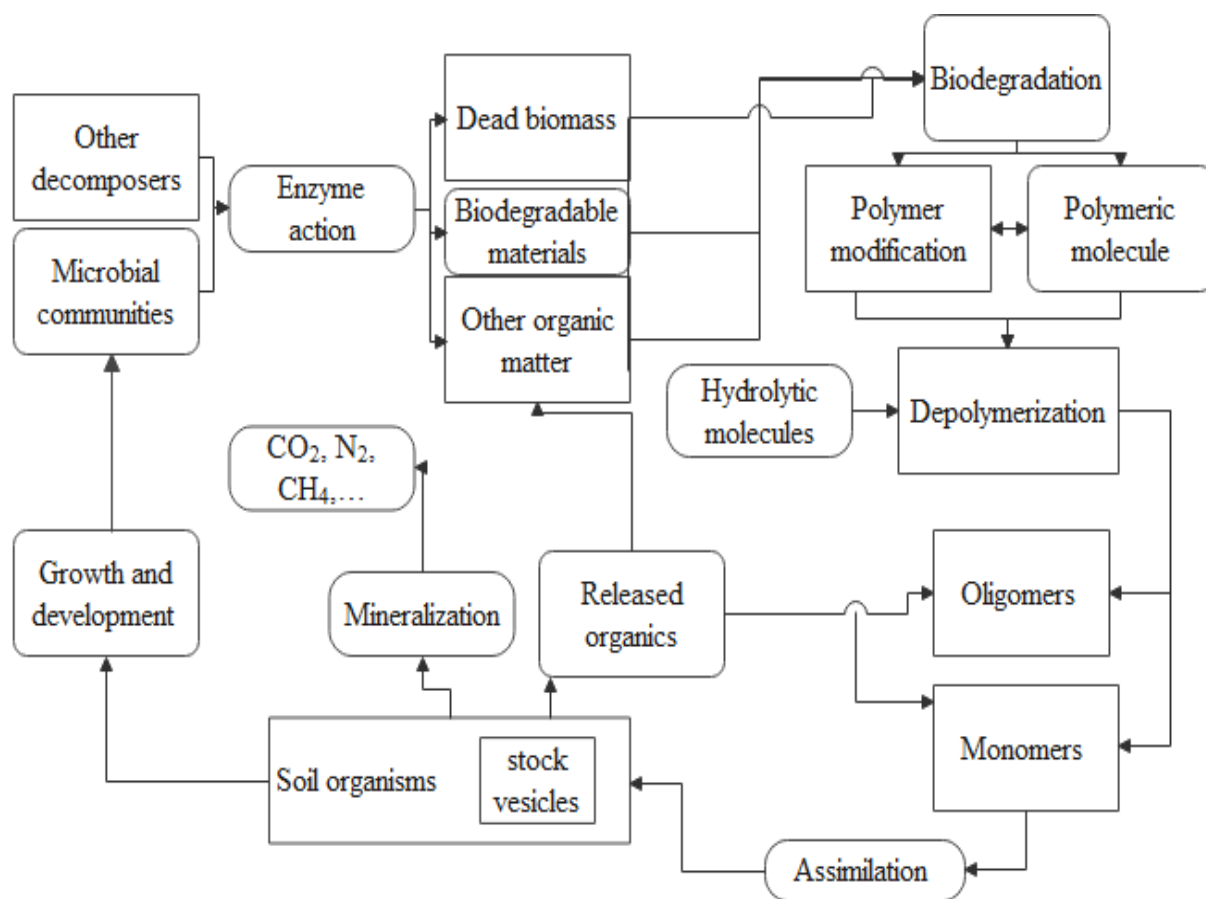 Biodegradation
Dead biomass
Other
decomposers
Enzyme
action
Biodegradable
materials
Polymer
modification
Polymeric
molecule
Microbial
communities
Other organic
matter
Hydrolytic
molecules
Depolymerization
CO₂, N₂,
CH₄,…
Growth and
development
Mineralization
Released
organics
Oligomers
Monomers
Soil organisms
stock
vesicles
Assimilation